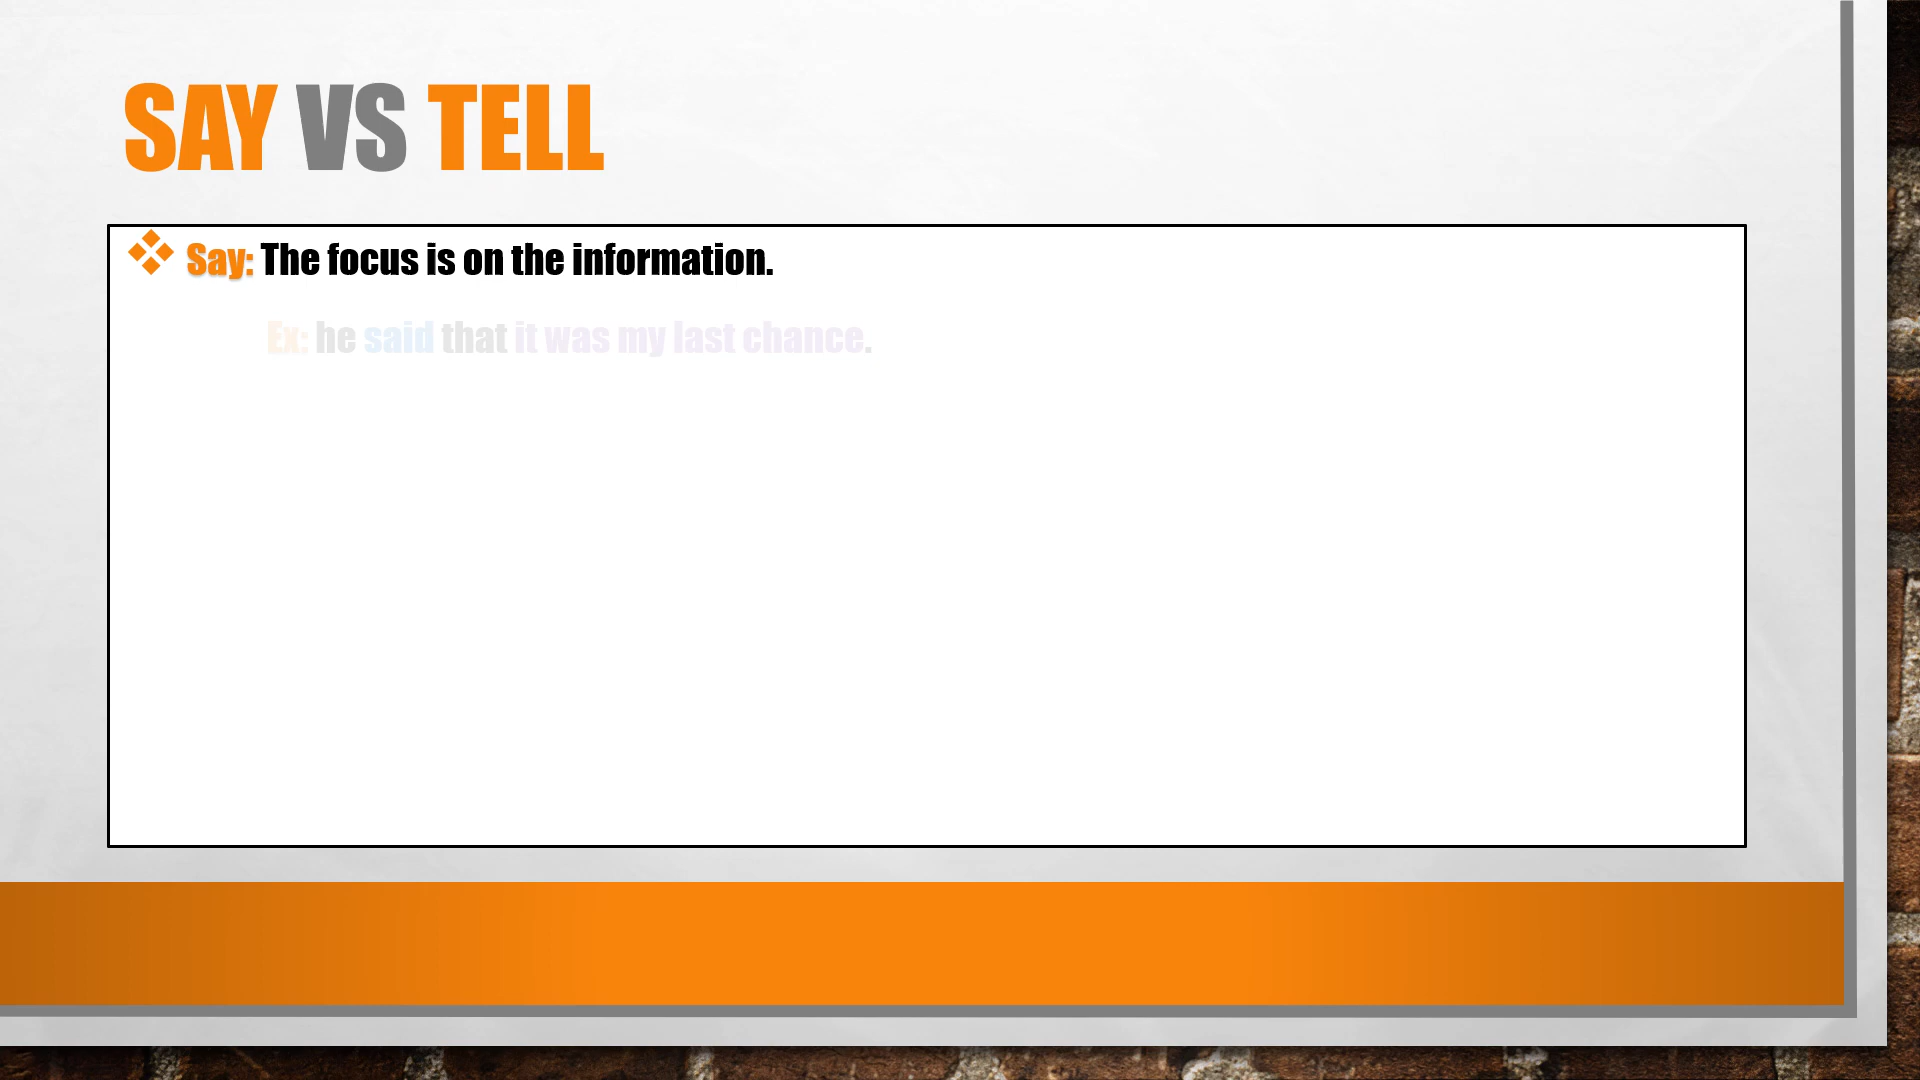 SAY VS TELL
Say: The focus is on the information.
Ex: he said that it was my last chance.